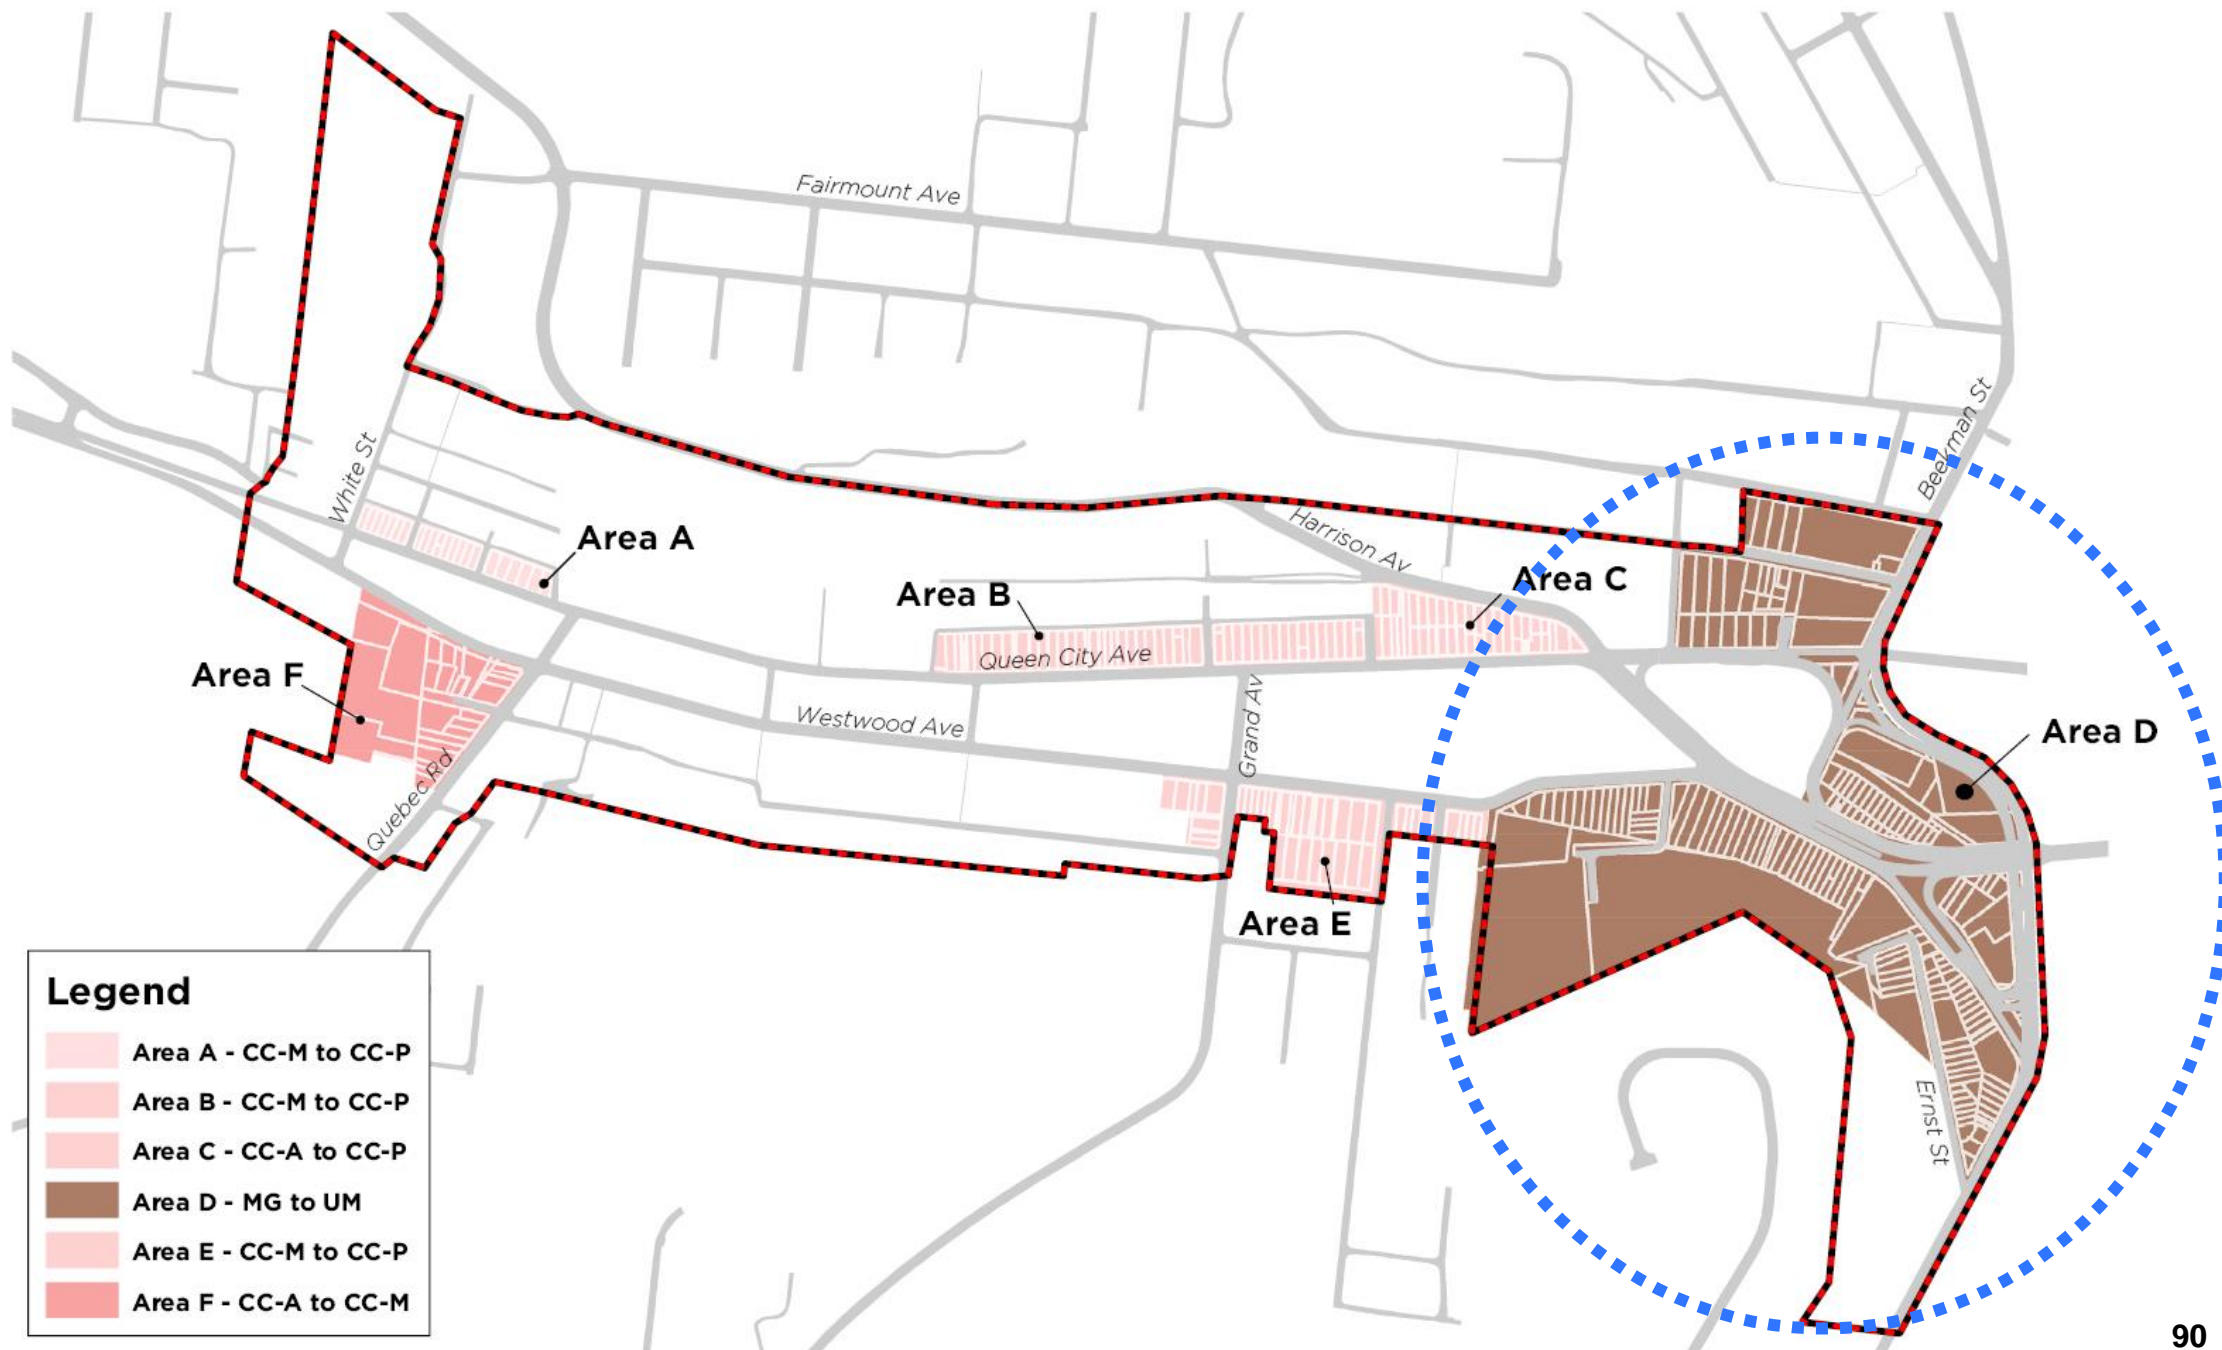 Fairmount Ave
Beekman St
White St
Harrison Av
Area A
Area B
Area C
Queen City Ave
Area F
Grand Av
Westwood Ave
Area D
Quebec Rd
Area E
Ernst St
Legend
Area A - CC-M to CC-P
Area B - CC-M to CC-P
Area C - CC-A to CC-P
Area D - MG to UM
Area E - CC-M to CC-P
Area F - CC-A to CC-M
90